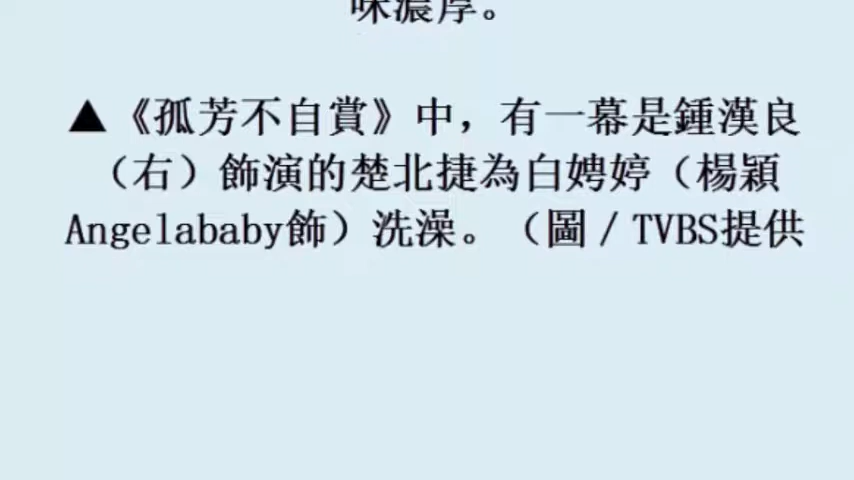 味濃厚。
▲《孤芳不自賞》中，有一幕是鍾漢良
（右）飾演的楚北捷為白娉婷（楊穎
Angelababy飾）洗澡。（圖／TVBS提供